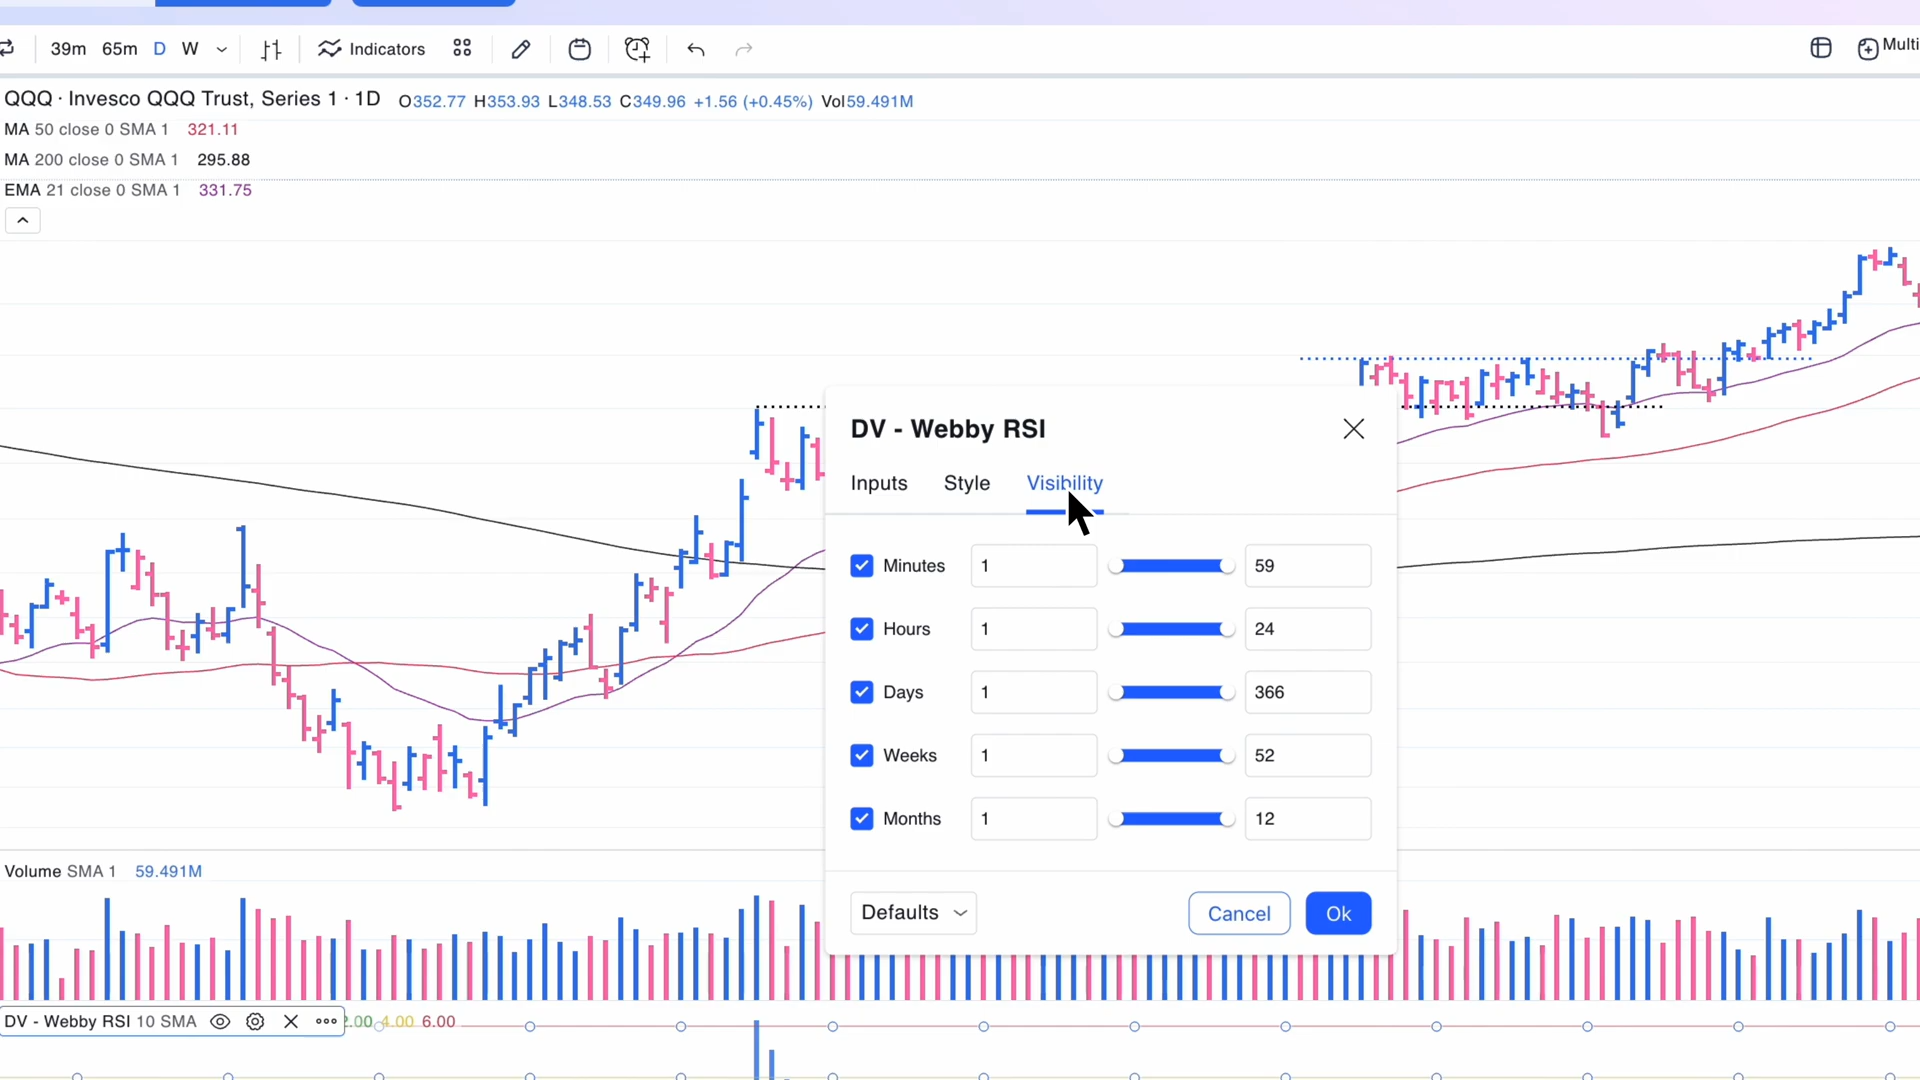 39m 65m D W Indicators Multi
QQQ · Invesco QQQ Trust, Series 1 · 1D O352.77 H353.93 L348.53 C349.96 +1.56 (+0.45%) Vol59.491M
MA 50 close 0 SMA 1 321.11
MA 200 close 0 SMA 1 295.88
EMA 21 close 0 SMA 1 331.75
DV - Webby RSI
Inputs Style Visibility
Minutes 1 59
Hours 1 24
Days 1 366
Weeks 1 52
Months 1 12
Defaults Cancel Ok
Volume SMA 1 59.491M
DV - Webby RSI 10 SMA 2.00 4.00 6.00